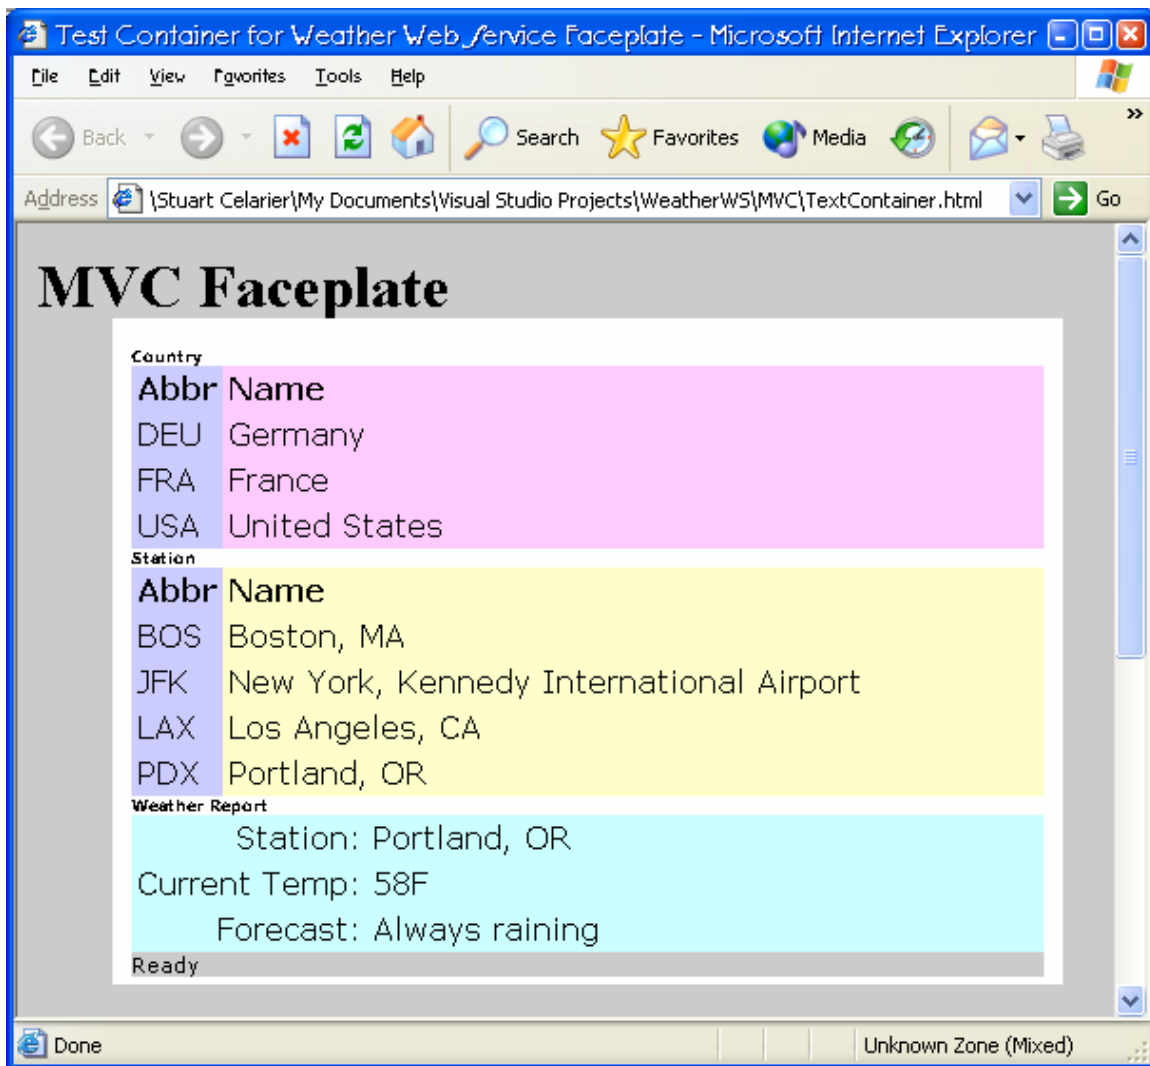 Test Container for Weather Web Service Faceplate - Microsoft Internet Explorer
File Edit View Favorites Tools Help
Back Search Favorites Media »
Address \Stuart Celarier\My Documents\Visual Studio Projects\WeatherWS\MVC\TextContainer.html Go
MVC Faceplate
Country
Abbr Name
DEU Germany
FRA France
USA United States
Station
Abbr Name
BOS Boston, MA
JFK New York, Kennedy International Airport
LAX Los Angeles, CA
PDX Portland, OR
Weather Report
Station: Portland, OR
Current Temp: 58F
Forecast: Always raining
Ready
Done Unknown Zone (Mixed)